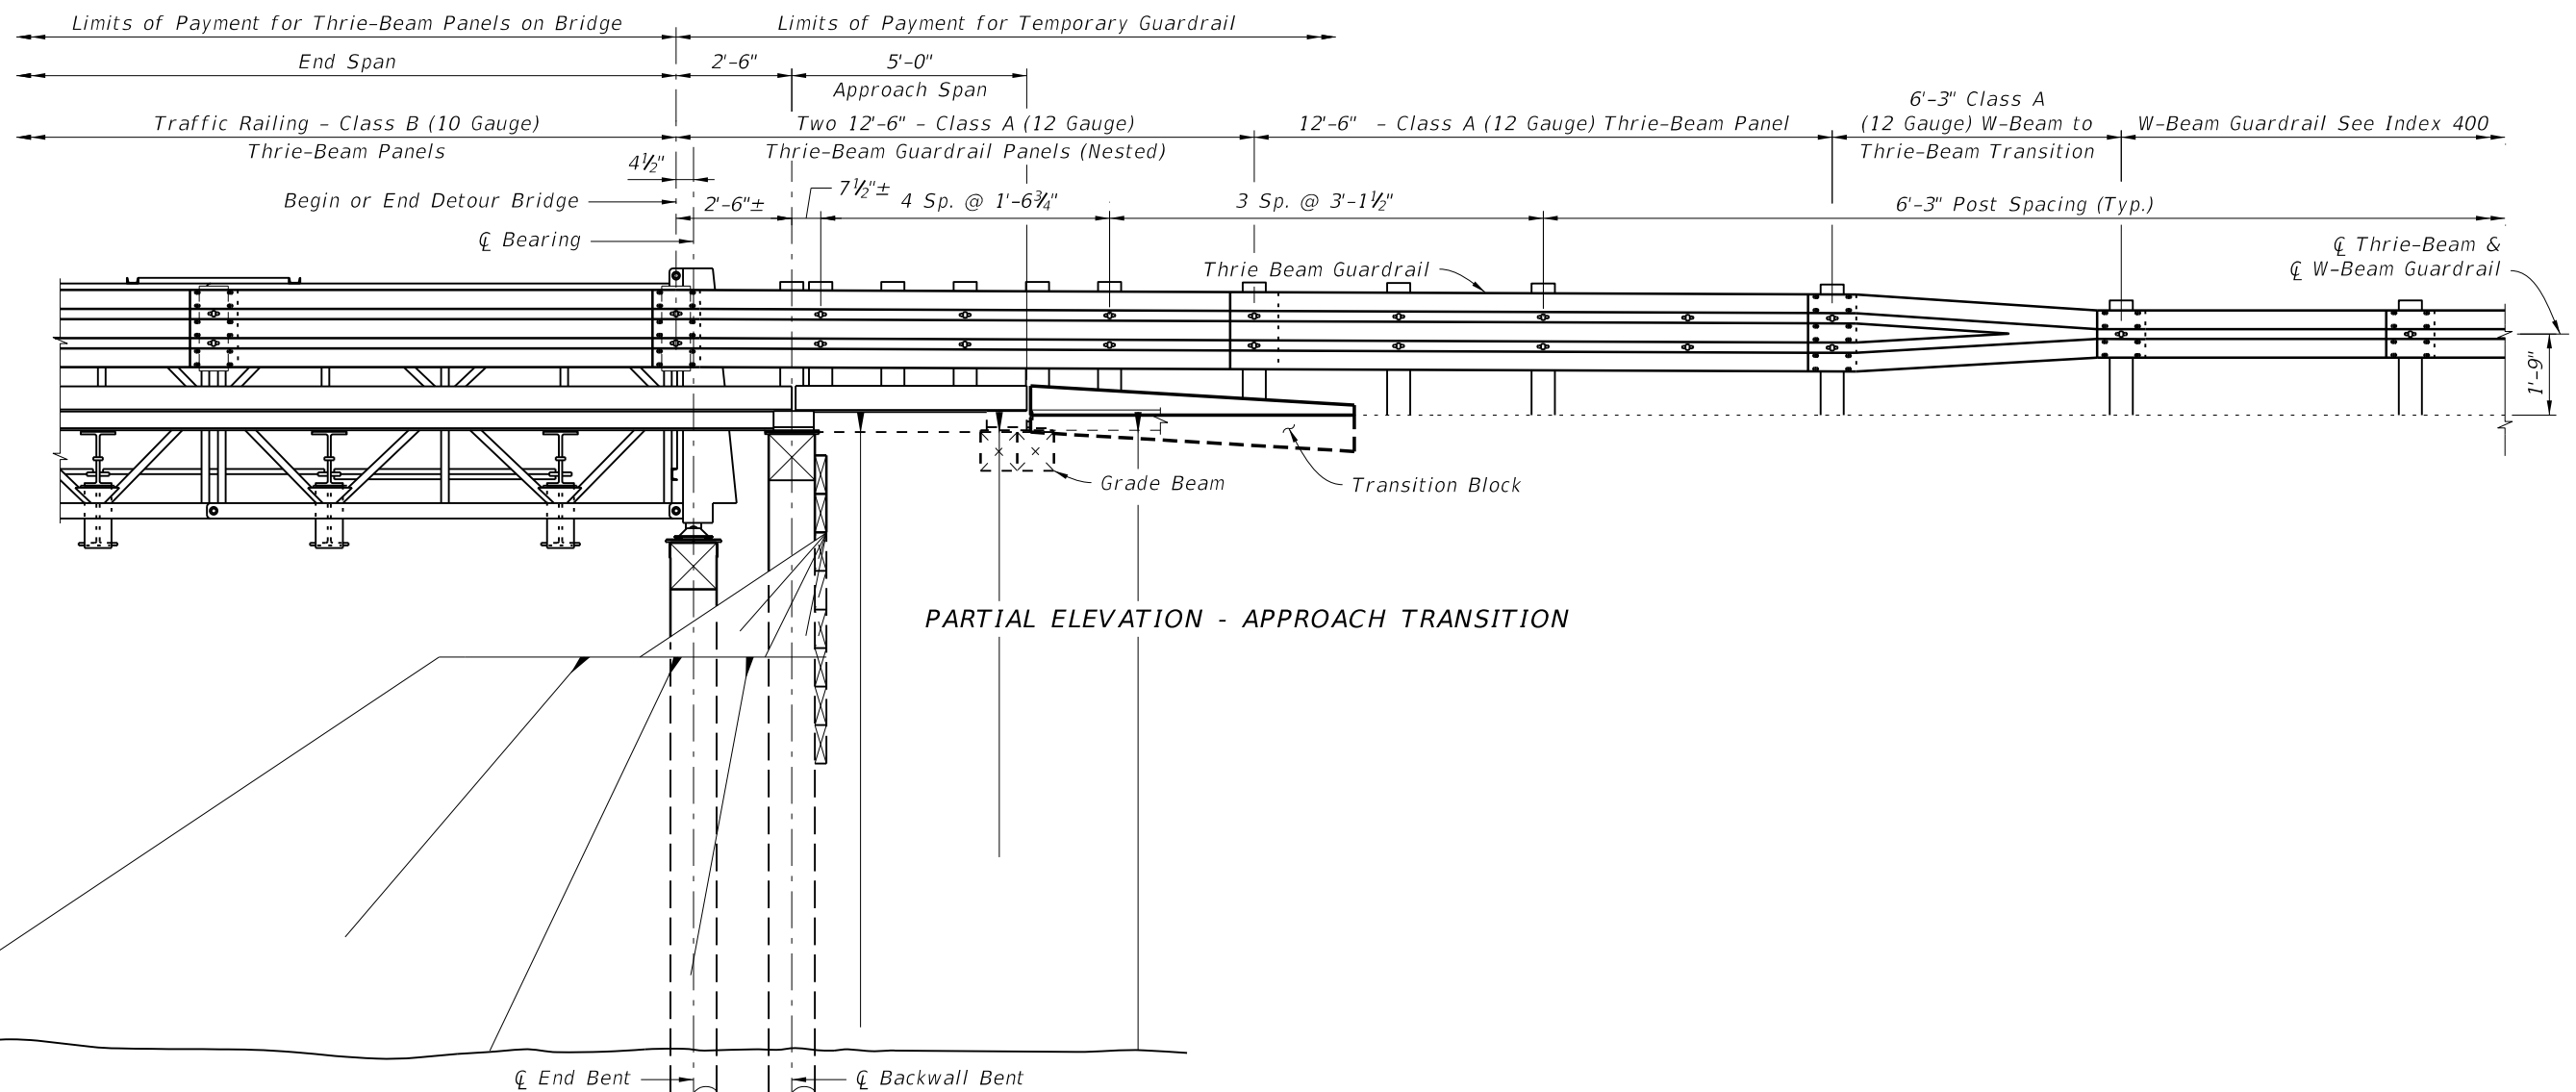 Limits of Payment for Thrie-Beam Panels on Bridge
Limits of Payment for Temporary Guardrail
End Span
2'-6"
5'-0"
Approach Span
Traffic Railing - Class B (10 Gauge)
Thrie-Beam Panels
Two 12'-6" - Class A (12 Gauge)
Thrie-Beam Guardrail Panels (Nested)
12'-6" - Class A (12 Gauge) Thrie-Beam Panel
6'-3" Class A
(12 Gauge) W-Beam to
Thrie-Beam Transition
W-Beam Guardrail See Index 400
4½"
Begin or End Detour Bridge
2'-6"±
7½"±
4 Sp. @ 1'-6¾"
3 Sp. @ 3'-1½"
6'-3" Post Spacing (Typ.)
℄ Bearing
℄ Thrie-Beam &
℄ W-Beam Guardrail
Thrie Beam Guardrail
1'-9"
Grade Beam
Transition Block
PARTIAL ELEVATION - APPROACH TRANSITION
℄ End Bent
℄ Backwall Bent